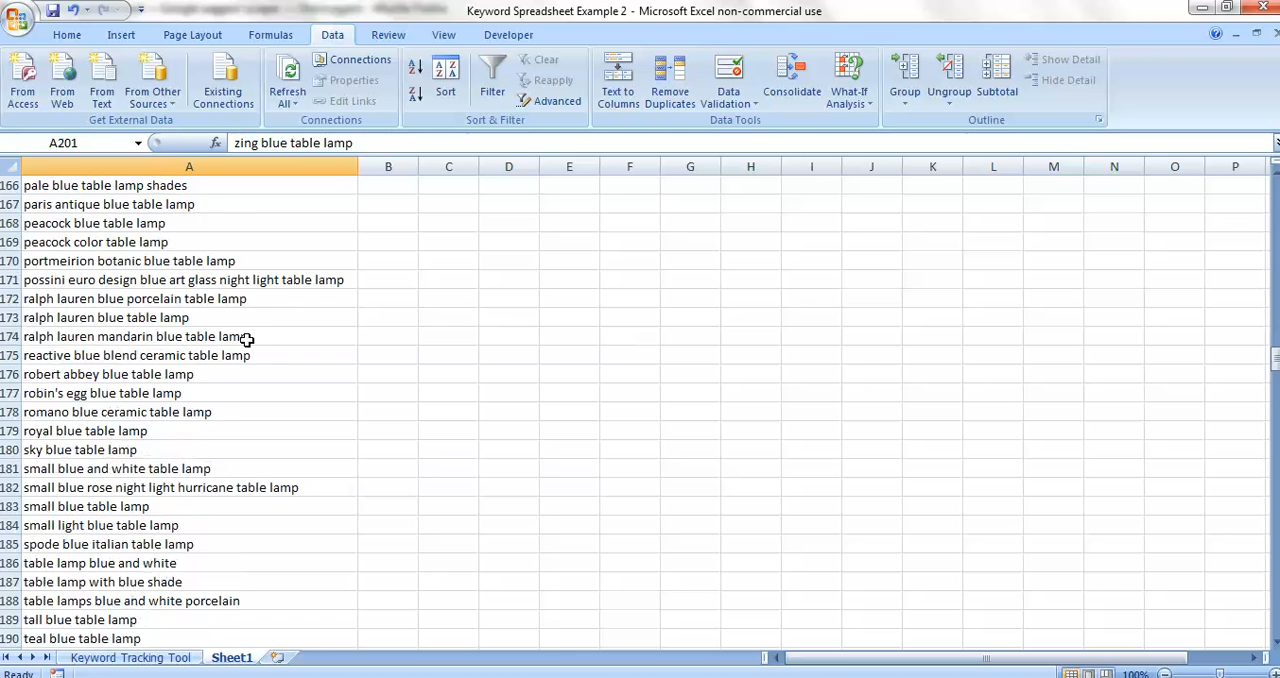 Keyword Spreadsheet Example 2 - Microsoft Excel non-commercial use
Home Insert Page Layout Formulas Data Review View Developer
From Access
From Web
From Text
From Other Sources
Existing Connections
Get External Data
Refresh All
Connections
Properties
Edit Links
Connections
Sort
Filter
Clear
Reapply
Advanced
Sort & Filter
Text to Columns
Remove Duplicates
Data Validation
Consolidate
What-If Analysis
Data Tools
Group
Ungroup
Subtotal
Show Detail
Hide Detail
Outline
A201 fx zing blue table lamp
A B C D E F G H I J K L M N O P
166 pale blue table lamp shades
167 paris antique blue table lamp
168 peacock blue table lamp
169 peacock color table lamp
170 portmeirion botanic blue table lamp
171 possini euro design blue art glass night light table lamp
172 ralph lauren blue porcelain table lamp
173 ralph lauren blue table lamp
174 ralph lauren mandarin blue table lamp
175 reactive blue blend ceramic table lamp
176 robert abbey blue table lamp
177 robin's egg blue table lamp
178 romano blue ceramic table lamp
179 royal blue table lamp
180 sky blue table lamp
181 small blue and white table lamp
182 small blue rose night light hurricane table lamp
183 small blue table lamp
184 small light blue table lamp
185 spode blue italian table lamp
186 table lamp blue and white
187 table lamp with blue shade
188 table lamps blue and white porcelain
189 tall blue table lamp
190 teal blue table lamp
Keyword Tracking Tool Sheet1
Ready 100%